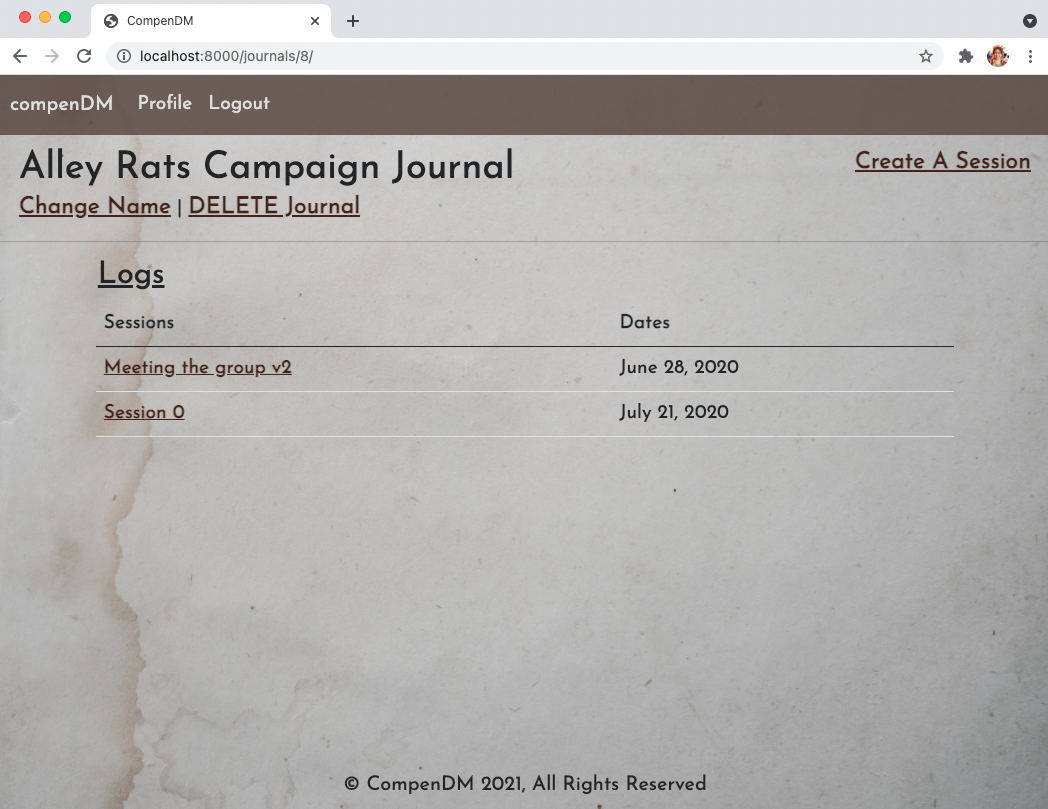 CompenDM
localhost:8000/journals/8/
compenDM Profile Logout
Alley Rats Campaign Journal
Create A Session
Change Name | DELETE Journal
Logs
Sessions Dates
Meeting the group v2 June 28, 2020
Session 0 July 21, 2020
© CompenDM 2021, All Rights Reserved